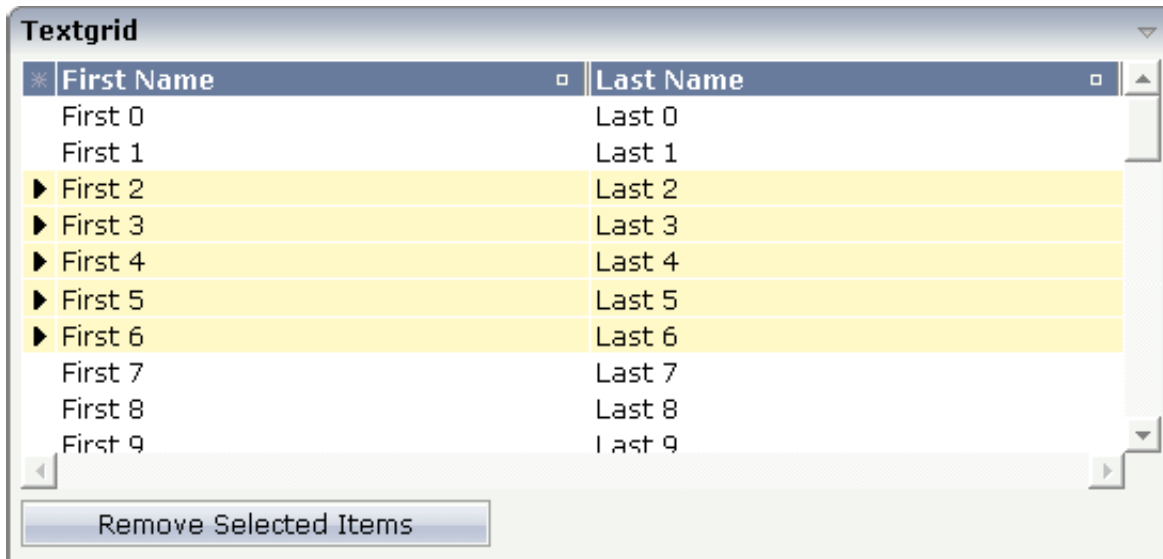 Textgrid
First Name Last Name
First 0 Last 0
First 1 Last 1
First 2 Last 2
First 3 Last 3
First 4 Last 4
First 5 Last 5
First 6 Last 6
First 7 Last 7
First 8 Last 8
First 9 Last 9
Remove Selected Items